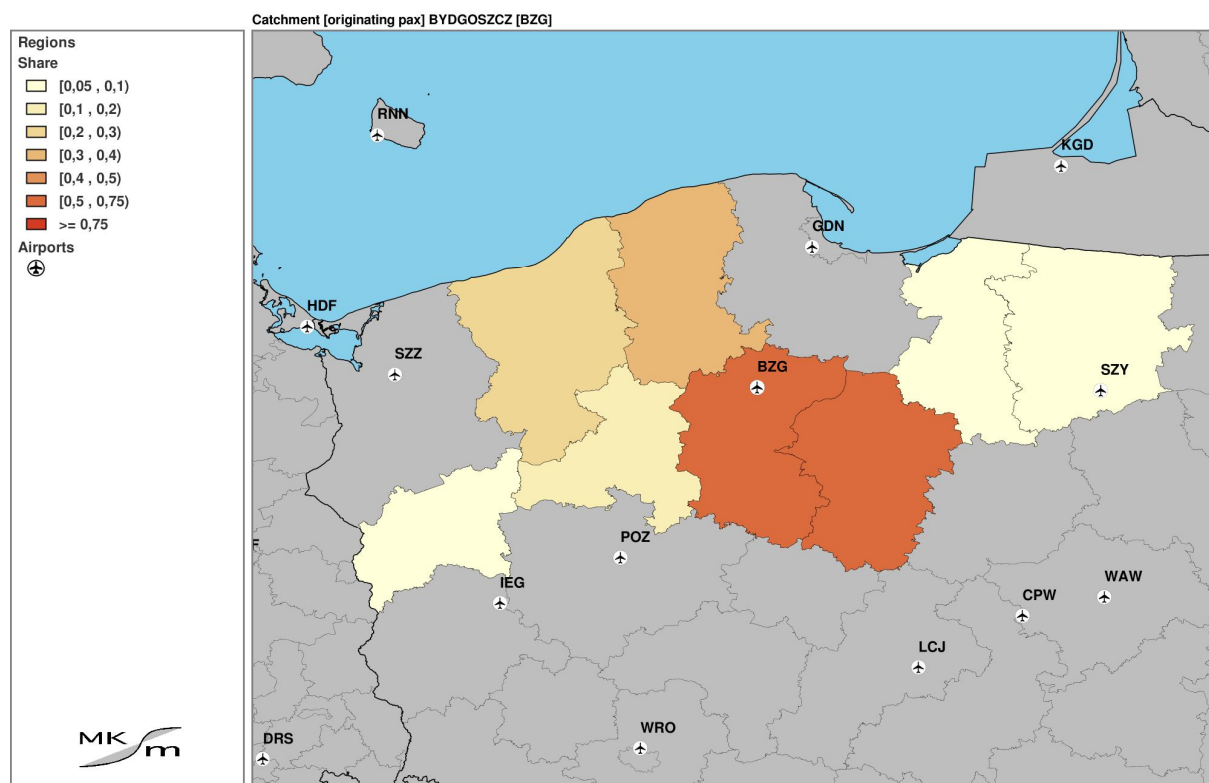 Catchment [originating pax] BYDGOSZCZ [BZG]
Regions
Share
[0,05 , 0,1)
[0,1 , 0,2)
[0,2 , 0,3)
[0,3 , 0,4)
[0,4 , 0,5)
[0,5 , 0,75)
>= 0,75
Airports
RNN
KGD
GDN
HDF
SZZ
BZG
SZY
F
POZ
IEG
CPW
WAW
LCJ
WRO
DRS
MK
m